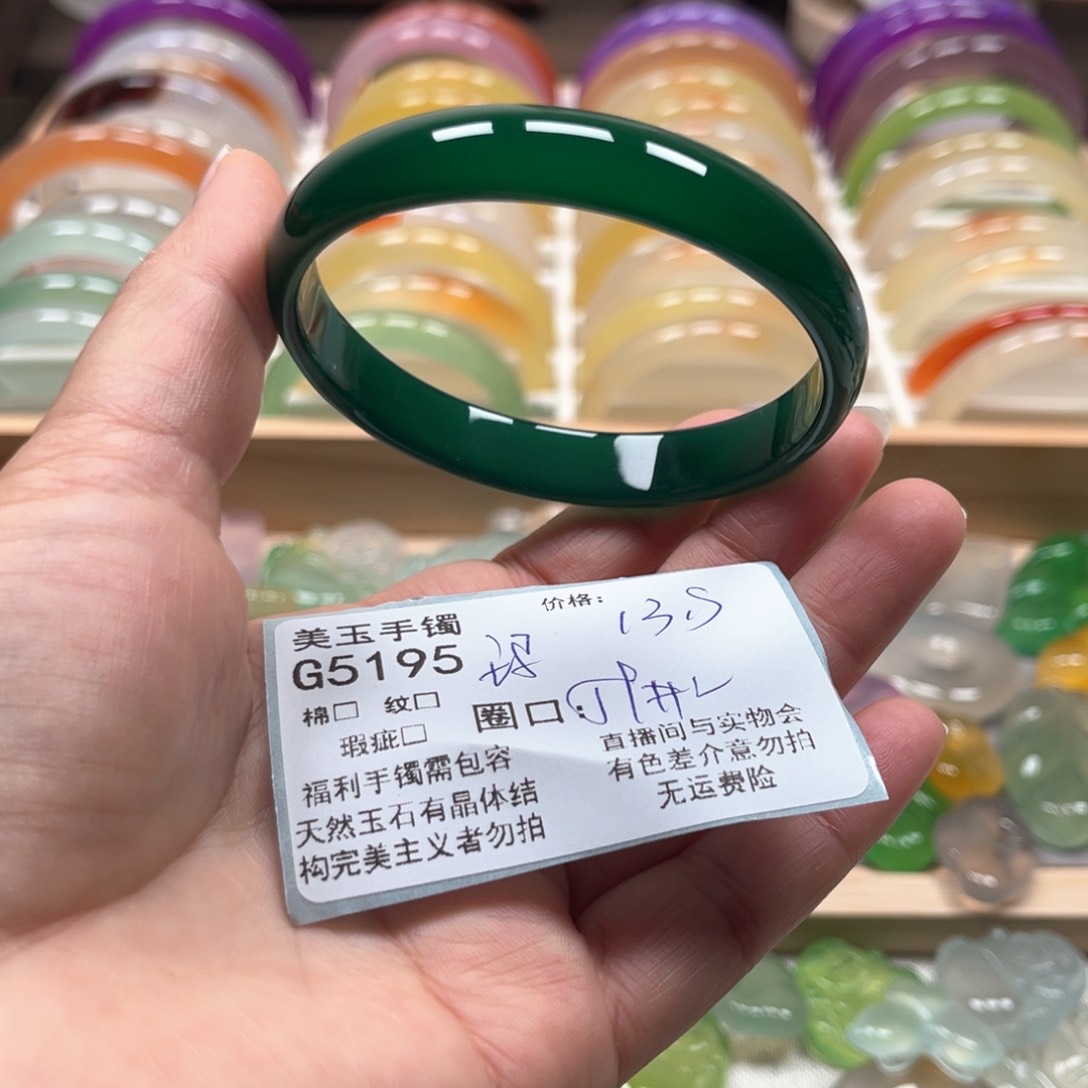 美玉手镯
价格:
G5195
棉□ 纹□
圈口:
瑕疵□
福利手镯需包容
天然玉石有晶体结
构完美主义者勿拍
直播间与实物会
有色差介意勿拍
无运费险